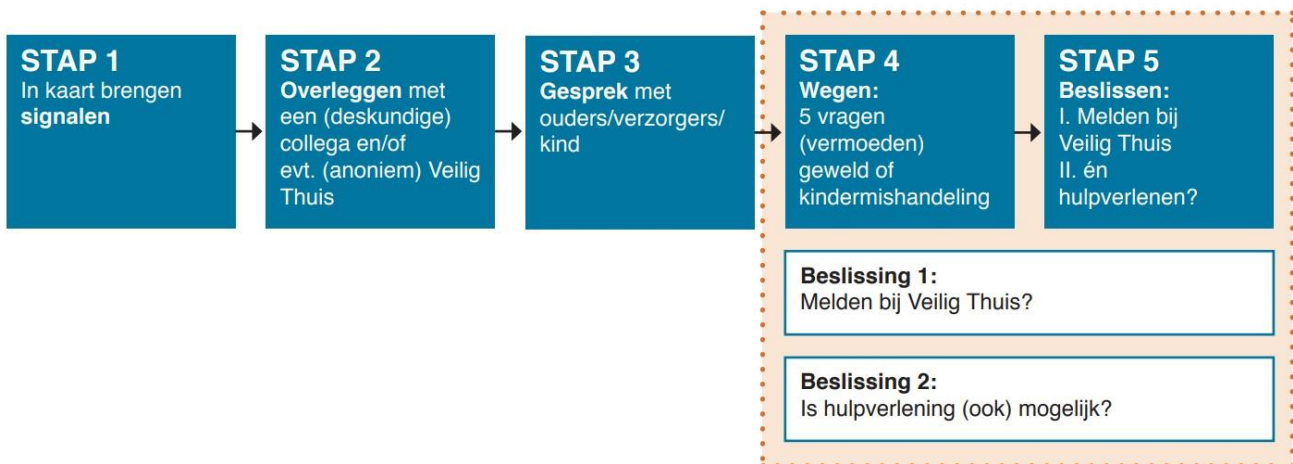 STAP 1
In kaart brengen
signalen
STAP 2
Overleggen met
een (deskundige)
collega en/of
evt. (anoniem) Veilig
Thuis
STAP 3
Gesprek met
ouders/verzorgers/
kind
STAP 4
Wegen:
5 vragen
(vermoeden)
geweld of
kindermishandeling
STAP 5
Beslissen:
I. Melden bij
Veilig Thuis
II. én
hulpverlenen?
Beslissing 1:
Melden bij Veilig Thuis?
Beslissing 2:
Is hulpverlening (ook) mogelijk?